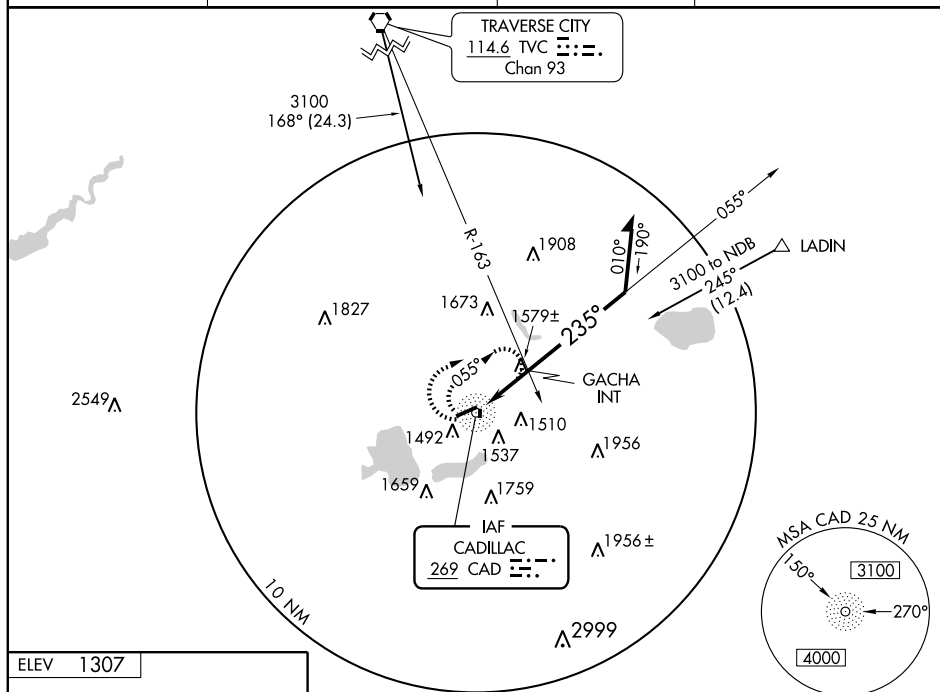 TRAVERSE CITY
114.6 TVC
Chan 93
3100
168° (24.3)
R-163
055°
LADIN
3100 to NDB
245°
(12.4)
010°
190°
1908
1673
1827
1579±
235°
055°
GACHA
INT
2549
1492
1510
1537
1956
1659
1759
IAF
CADILLAC
269 CAD
1956±
10 NM
2999
MSA CAD 25 NM
150°
3100
270°
4000
ELEV 1307